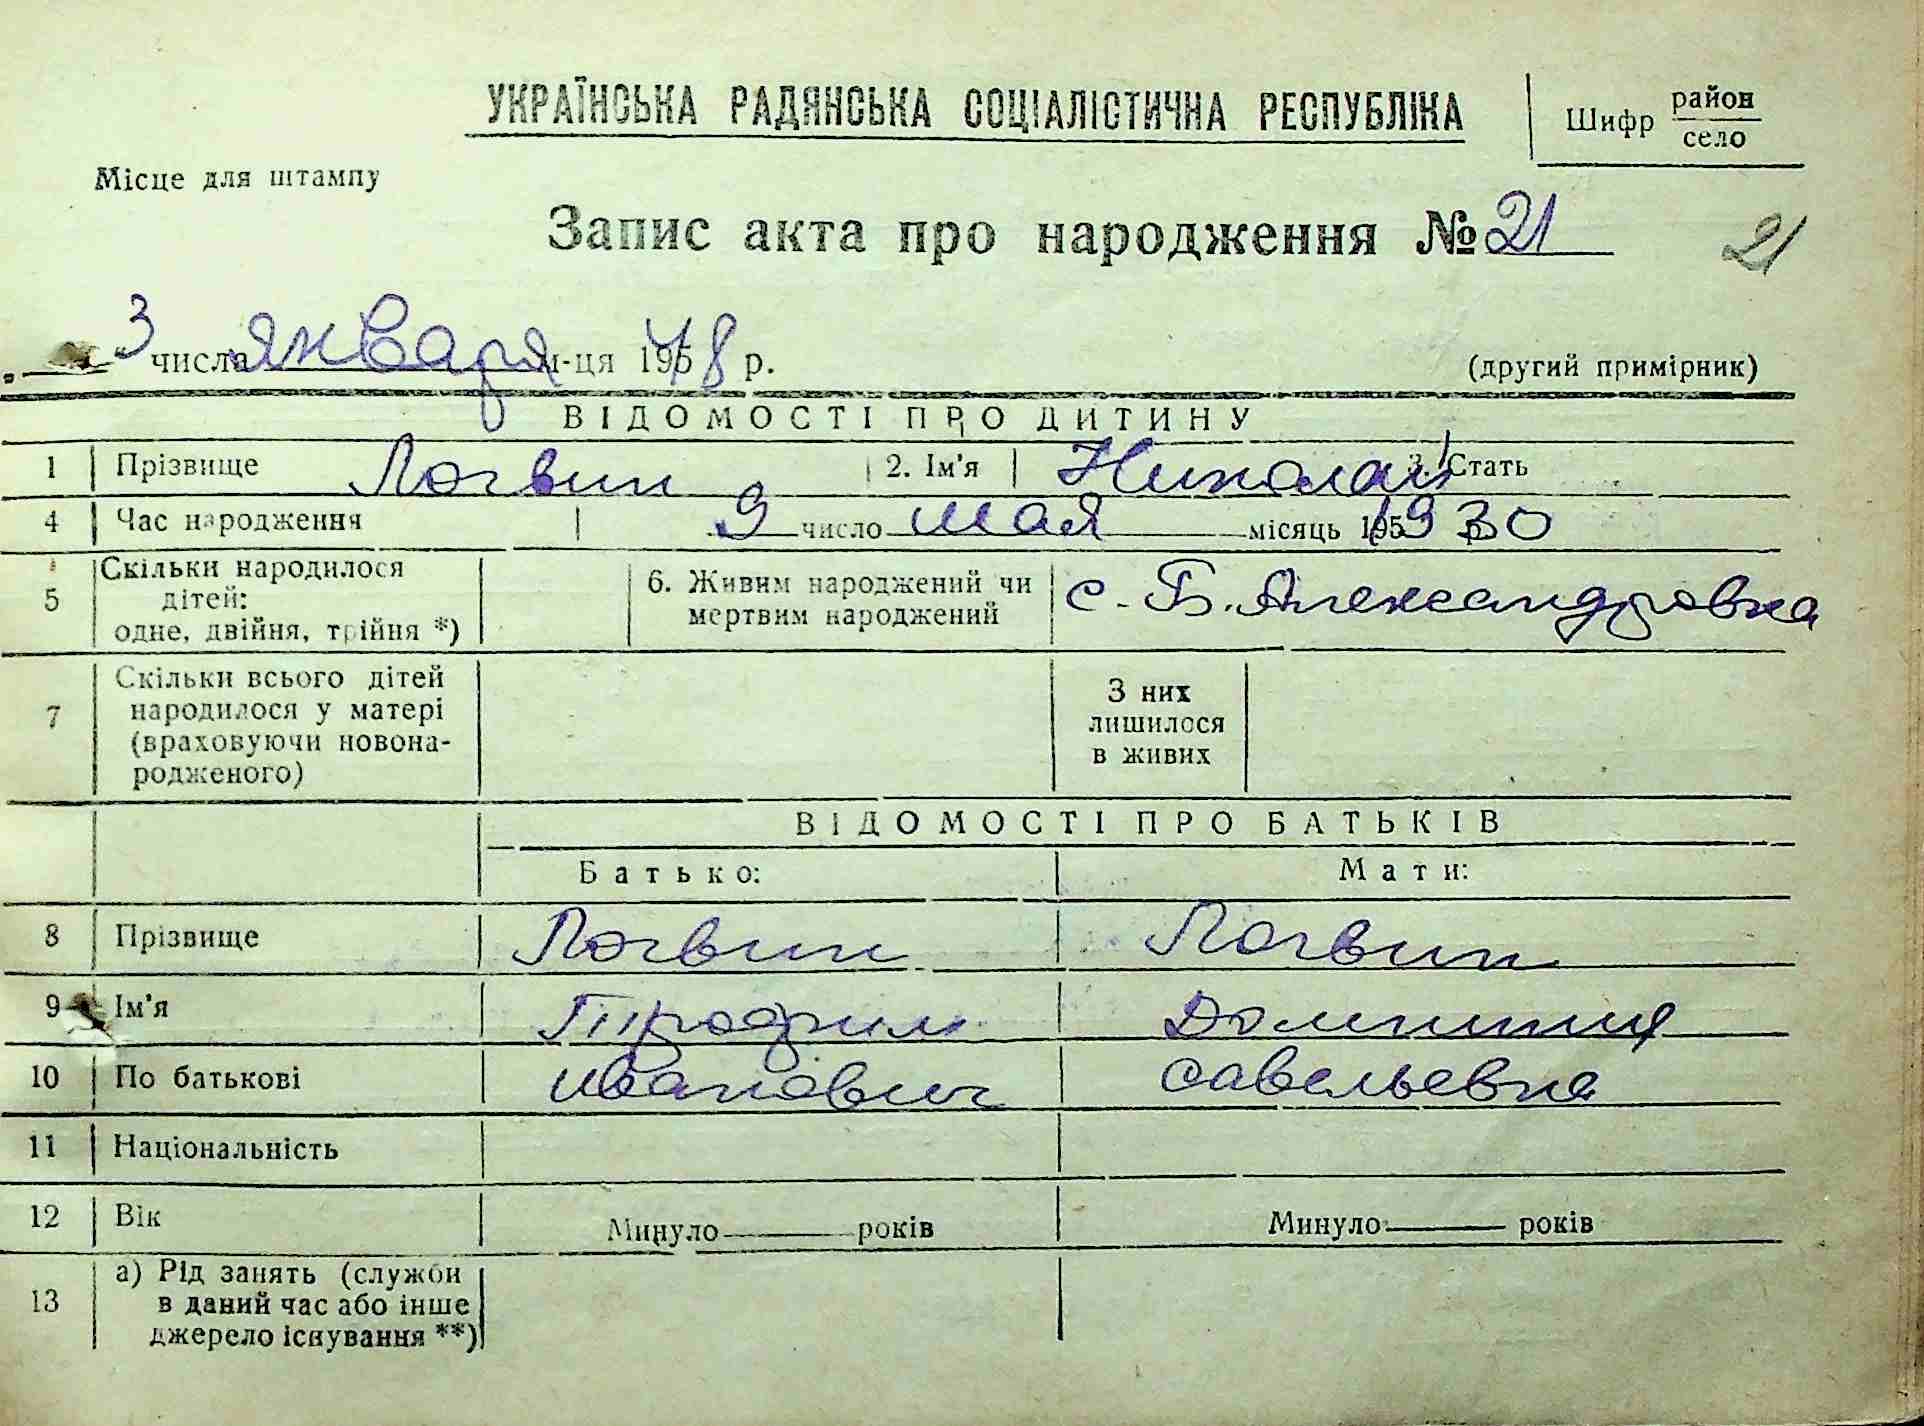 УКРАЇНСЬКА РАДЯНСЬКА СОЦІАЛІСТИЧНА РЕСПУБЛІКА
Шифр район село
Місце для штампу
Запис акта про народження № 21
21
3 числа января м-ця 1948 р.
(другий примірник)
ВІДОМОСТІ ПРО ДИТИНУ
1 Прізвище Логвин 2. Ім'я Николай 3. Стать
4 Час народження 9 число мая місяць 1930
5 Скільки народилося дітей: одне, двійня, трійня *) 6. Живим народжений чи мертвим народжений с. Б. Александровка
7 Скільки всього дітей народилося у матері (враховуючи новонародженого) З них лишилося в живих
ВІДОМОСТІ ПРО БАТЬКІВ
Батько: Мати:
8 Прізвище Логвин Логвин
9 Ім'я Трофим Домникия
10 По батькові Иванович Савельевна
11 Національність
12 Вік Минуло років Минуло років
13 а) Рід занять (служби в даний час або інше джерело існування **)